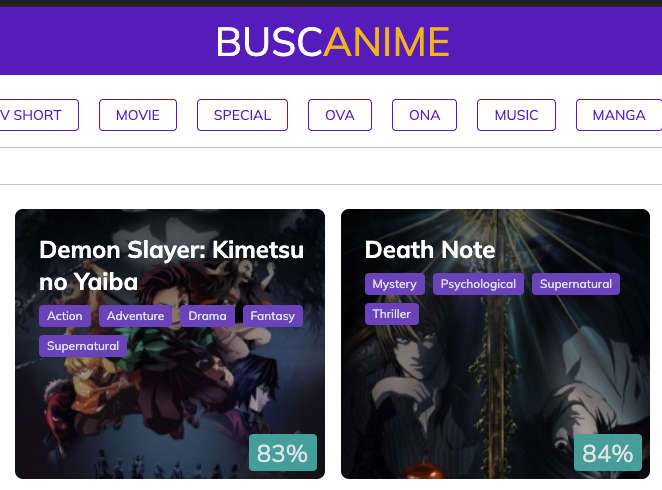 BUSCANIME
V SHORT MOVIE SPECIAL OVA ONA MUSIC MANGA
Demon Slayer: Kimetsu
no Yaiba
Action Adventure Drama Fantasy
Supernatural
83%
Death Note
Mystery Psychological Supernatural
Thriller
84%